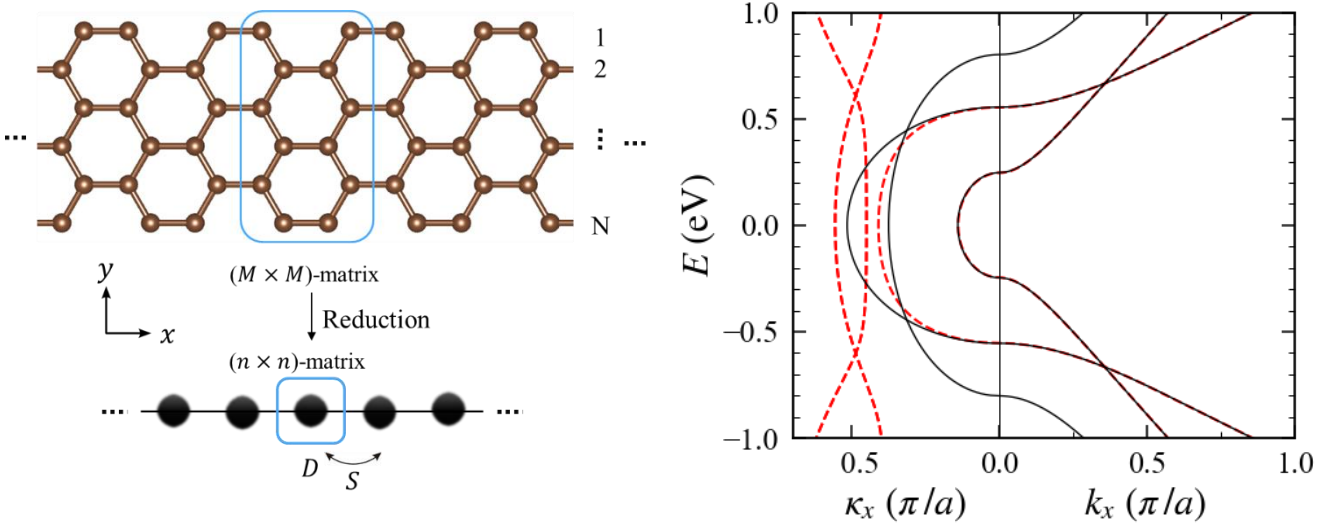 1
2
... ⋮ ...
N
y
x
(M × M)-matrix
Reduction
(n × n)-matrix
.... ....
D
S
E (eV)
1.0
0.5
0.0
−0.5
−1.0
0.5 0.0 0.5 1.0
κx (π/a) kx (π/a)